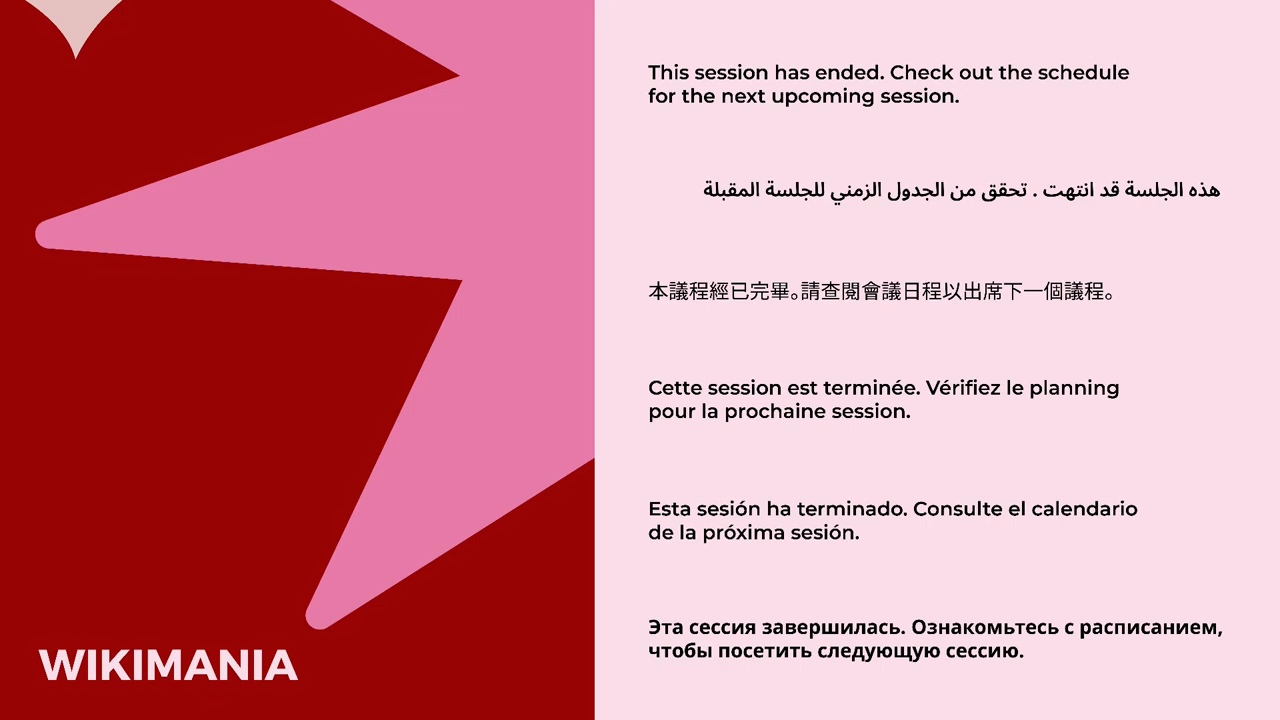 This session has ended. Check out the schedule
for the next upcoming session.
هذه الجلسة قد انتهت . تحقق من الجدول الزمني للجلسة المقبلة
本議程經已完畢。請查閱會議日程以出席下一個議程。
Cette session est terminée. Vérifiez le planning
pour la prochaine session.
Esta sesión ha terminado. Consulte el calendario
de la próxima sesión.
Эта сессия завершилась. Ознакомьтесь с расписанием,
чтобы посетить следующую сессию.
WIKIMANIA